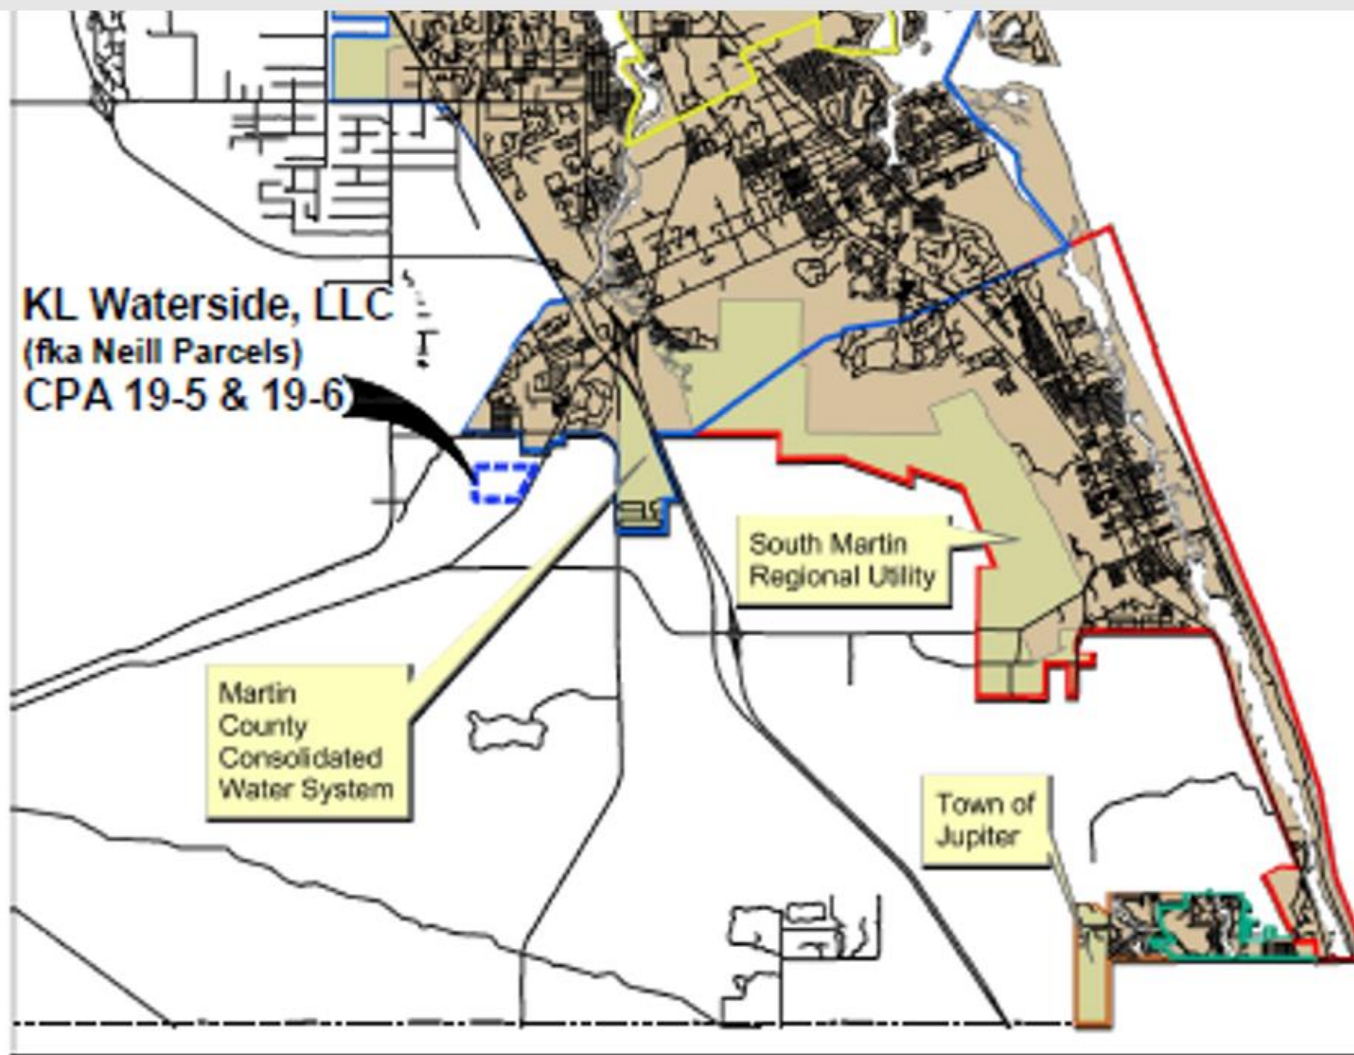 KL Waterside, LLC
(fka Neill Parcels)
CPA 19-5 & 19-6
South Martin
Regional Utility
Martin
County
Consolidated
Water System
Town of
Jupiter